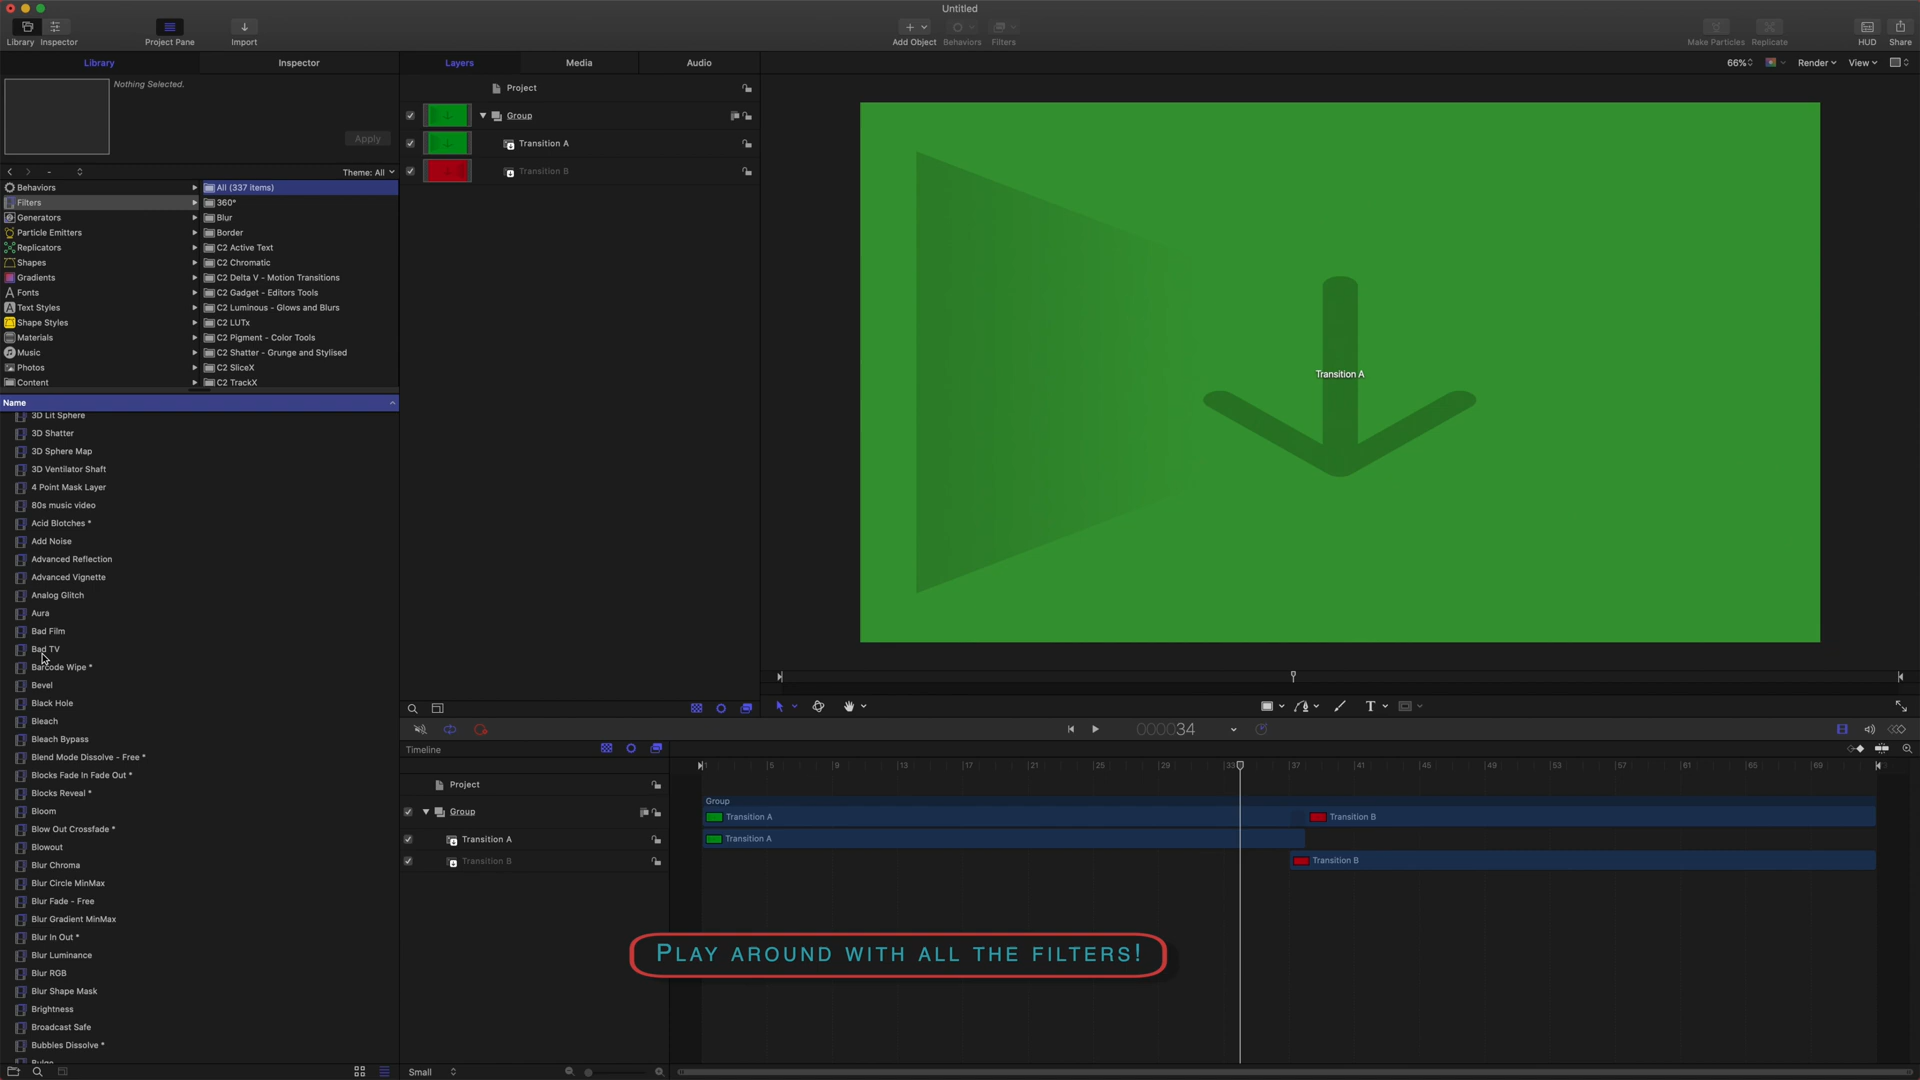 Untitled
Library
Inspector
Project Pane
Import
Add Object
Behaviors
Filters
Make Particles
Replicate
HUD
Share
Library
Inspector
Layers
Media
Audio
66%
Render
View
Nothing Selected.
Apply
Theme: All
Behaviors
Filters
Generators
Particle Emitters
Replicators
Shapes
Gradients
Fonts
Text Styles
Shape Styles
Materials
Music
Photos
Content
All (337 items)
360°
Blur
Border
C2 Active Text
C2 Chromatic
C2 Delta V - Motion Transitions
C2 Gadget - Editors Tools
C2 Luminous - Glows and Blurs
C2 LUTx
C2 Pigment - Color Tools
C2 Shatter - Grunge and Stylised
C2 SliceX
C2 TrackX
Name
3D Lit Sphere
3D Shatter
3D Sphere Map
3D Ventilator Shaft
4 Point Mask Layer
80s music video
Acid Blotches *
Add Noise
Advanced Reflection
Advanced Vignette
Analog Glitch
Aura
Bad Film
Bad TV
Barcode Wipe *
Bevel
Black Hole
Bleach
Bleach Bypass
Blend Mode Dissolve - Free *
Blocks Fade In Fade Out *
Blocks Reveal *
Bloom
Blow Out Crossfade *
Blowout
Blur Chroma
Blur Circle MinMax
Blur Fade - Free
Blur Gradient MinMax
Blur In Out *
Blur Luminance
Blur RGB
Blur Shape Mask
Brightness
Broadcast Safe
Bubbles Dissolve *
Bulge
Project
Group
Transition A
Transition B
Transition A
000034
Timeline
1 5 9 13 17 21 25 29 33 37 41 45 49 53 57 61 65 69
Project
Group
Transition A
Transition B
Group
Transition A
Transition B
Transition A
Transition B
PLAY AROUND WITH ALL THE FILTERS!
Small